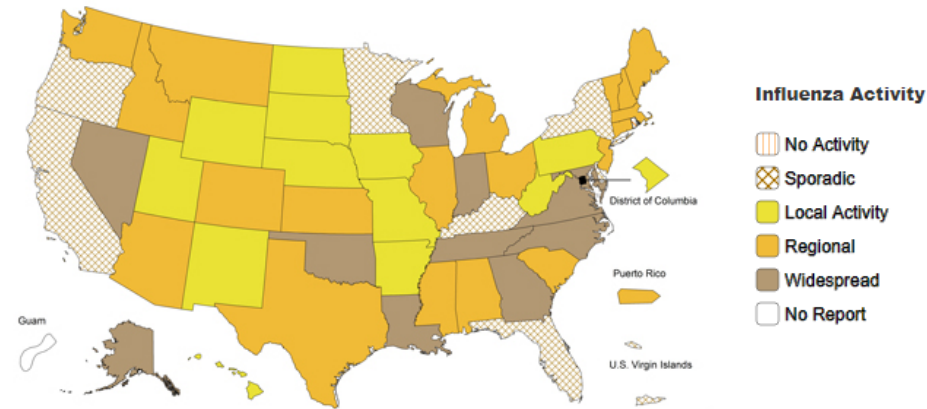 Influenza Activity
No Activity
Sporadic
Local Activity
Regional
Widespread
No Report
District of Columbia
Puerto Rico
U.S. Virgin Islands
Guam